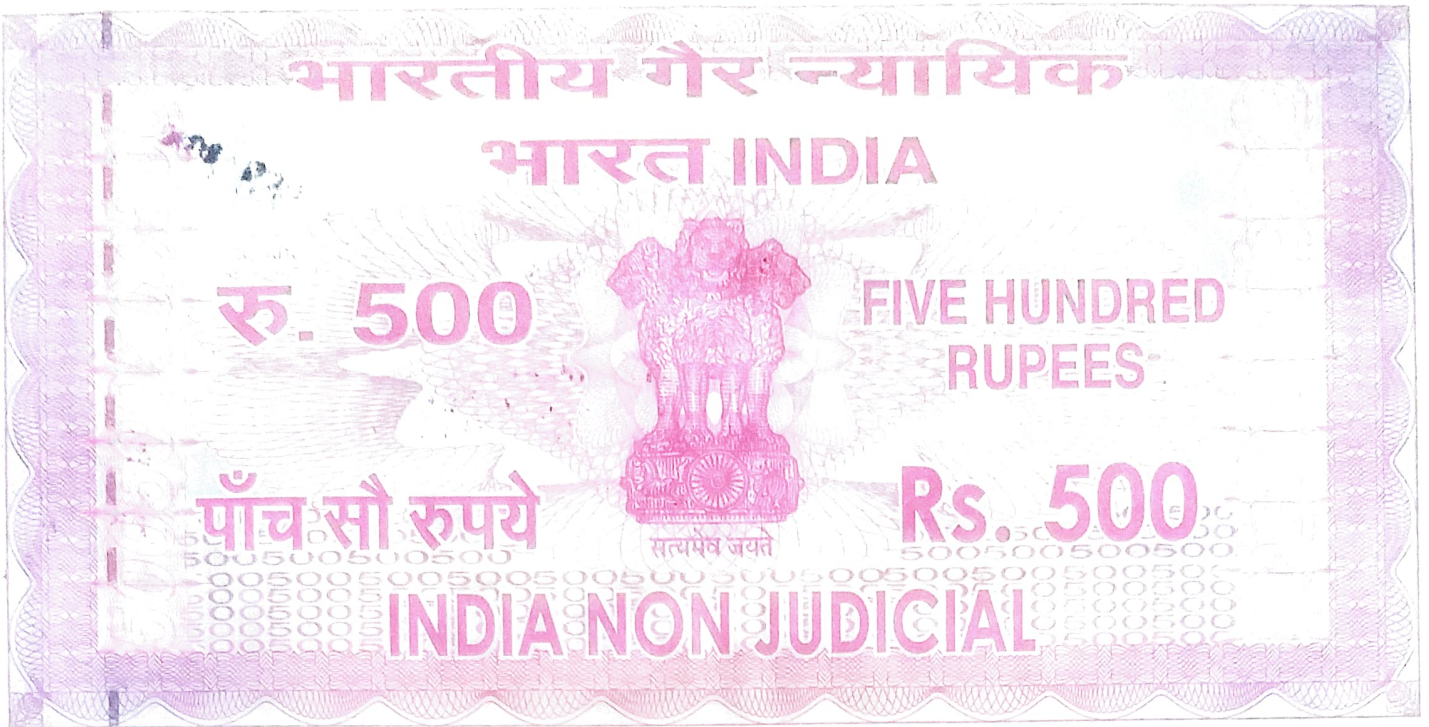 भारतीय गैर न्यायिक
भारत INDIA
रु. 500
FIVE HUNDRED
RUPEES
पाँच सौ रुपये
Rs. 500
सत्यमेव जयते
INDIA NON JUDICIAL